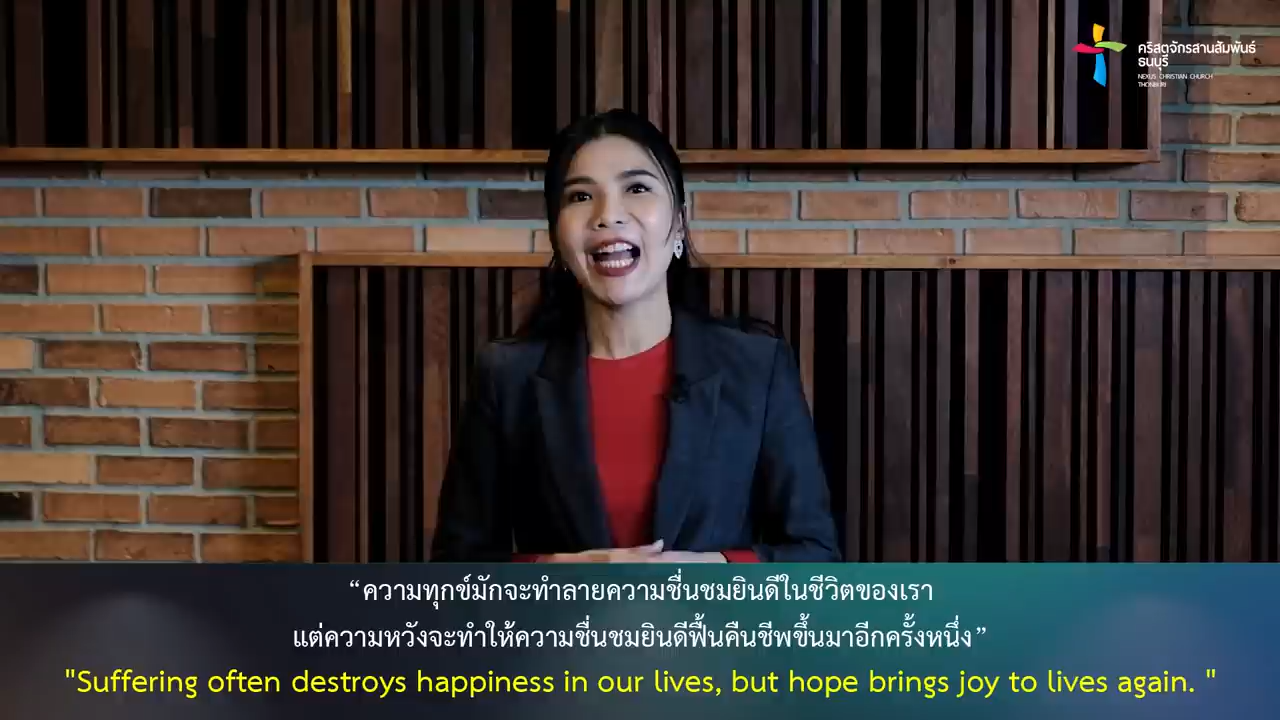 คริสตจักรสานสัมพันธ์
ธนบุรี
NEXUS CHRISTIAN CHURCH
THONBURI
“ความทุกข์มักจะทำลายความชื่นชมยินดีในชีวิตของเรา
แต่ความหวังจะทำให้ความชื่นชมยินดีฟื้นคืนชีพขึ้นมาอีกครั้งหนึ่ง”
"Suffering often destroys happiness in our lives, but hope brings joy to lives again. "